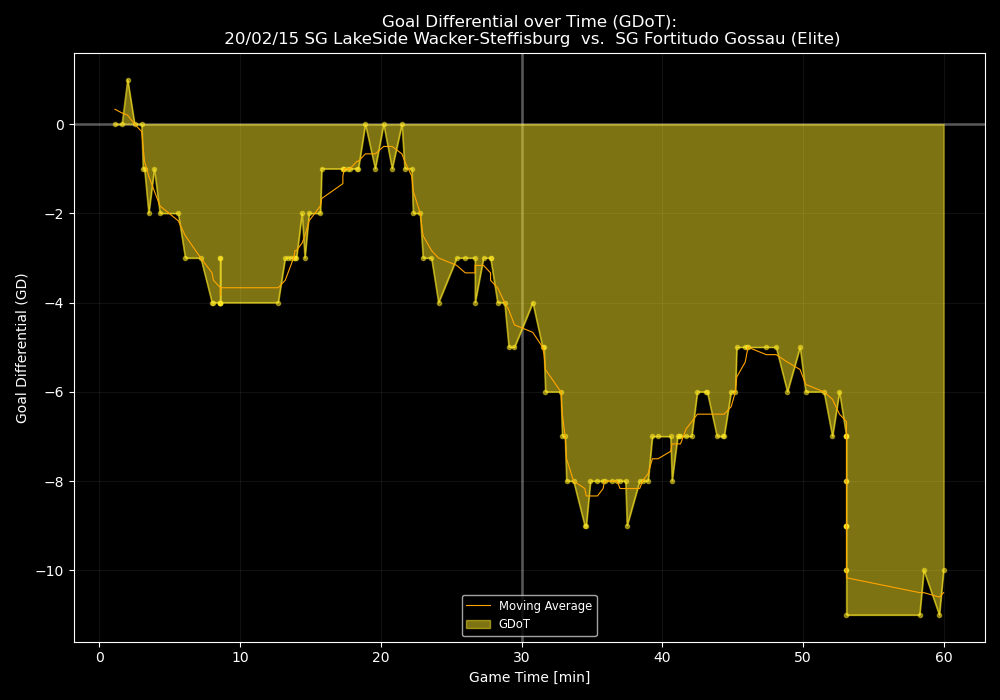 Goal Differential over Time (GDoT):
20/02/15 SG LakeSide Wacker-Steffisburg  vs.  SG Fortitudo Gossau (Elite)
Goal Differential (GD)
0
−2
−4
−6
−8
−10
Moving Average
GDoT
0 10 20 30 40 50 60
Game Time [min]